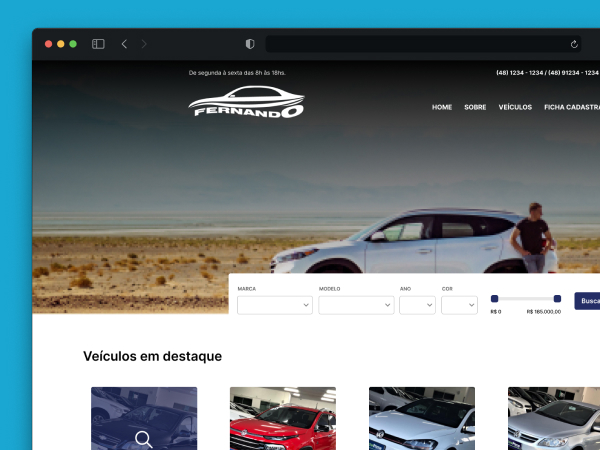 De segunda à sexta das 8h às 18hs.
(48) 1234 - 1234 / (48) 91234 - 1234
FERNANDO
HOME SOBRE VEÍCULOS FICHA CADASTRA
MARCA MODELO ANO COR
R$ 0 R$ 165.000,00
Busca
Veículos em destaque